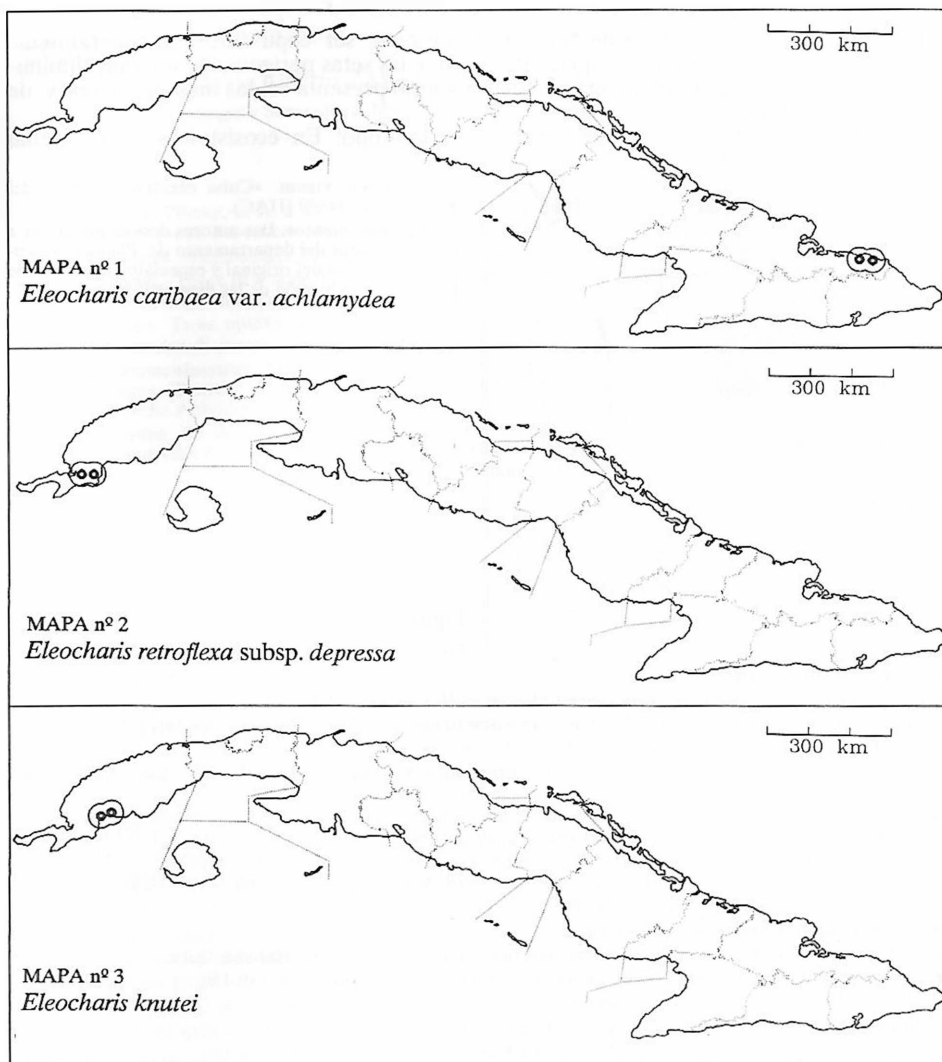 300 km
MAPA nº 1
Eleocharis caribaea var. achlamydea
300 km
MAPA nº 2
Eleocharis retroflexa subsp. depressa
300 km
MAPA nº 3
Eleocharis knutei